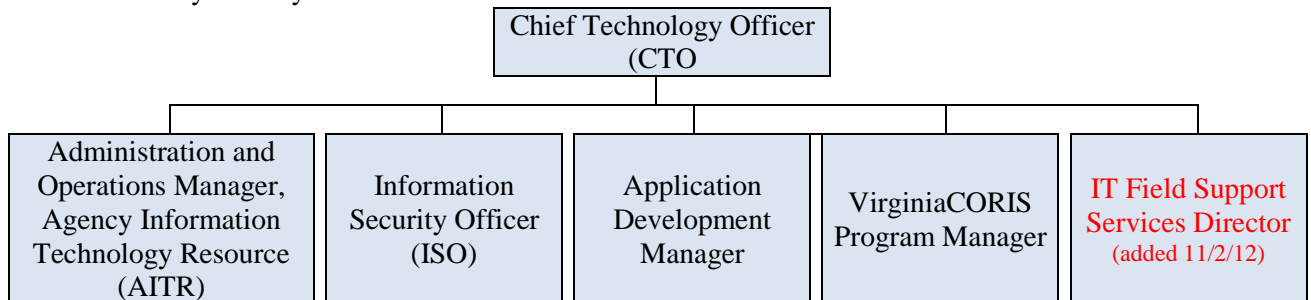 Chief Technology Officer
(CTO
Administration and
Operations Manager,
Agency Information
Technology Resource
(AITR)
Information
Security Officer
(ISO)
Application
Development
Manager
VirginiaCORIS
Program Manager
IT Field Support
Services Director
(added 11/2/12)